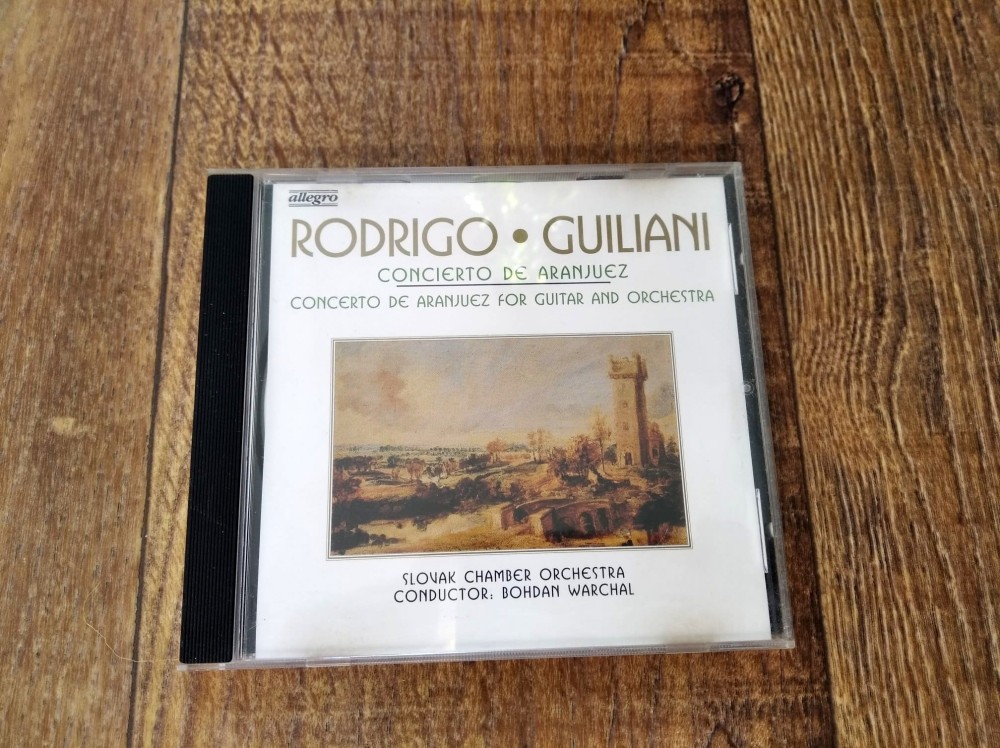 allegro
RODRIGO • GUILIANI
CONCIERTO DE ARANJUEZ
CONCERTO DE ARANJUEZ FOR GUITAR AND ORCHESTRA
SLOVAK CHAMBER ORCHESTRA
CONDUCTOR: BOHDAN WARCHAL